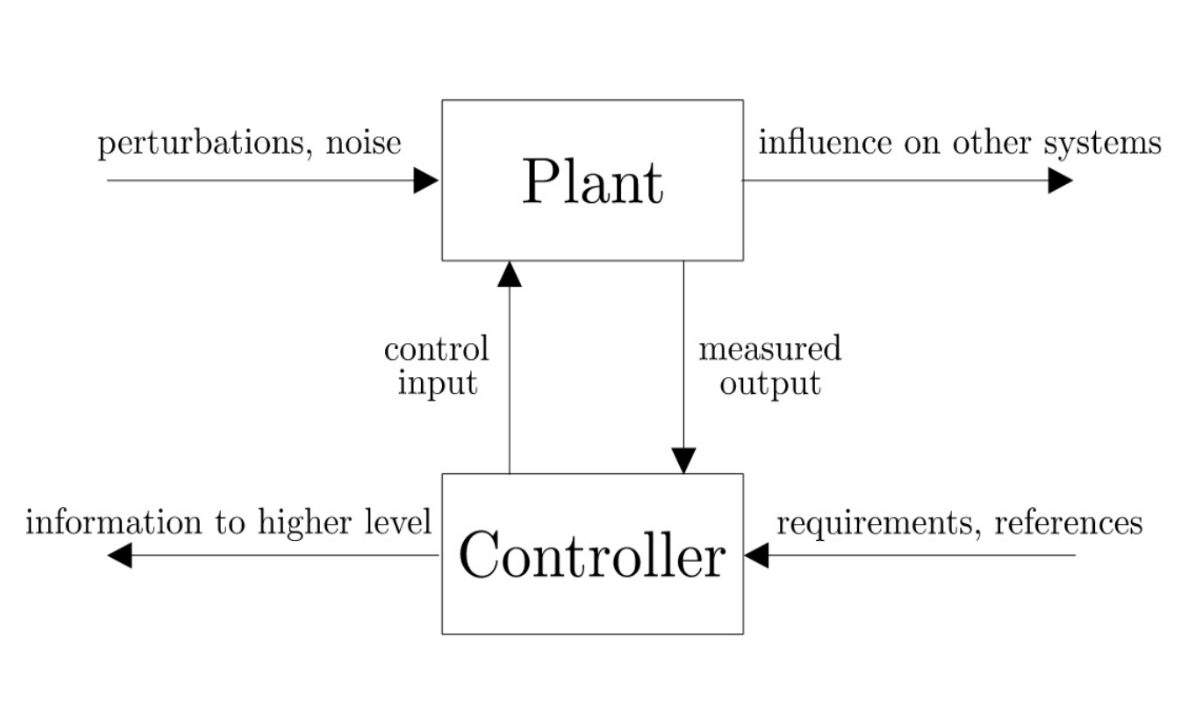 perturbations, noise
Plant
influence on other systems
control
input
measured
output
information to higher level
Controller
requirements, references